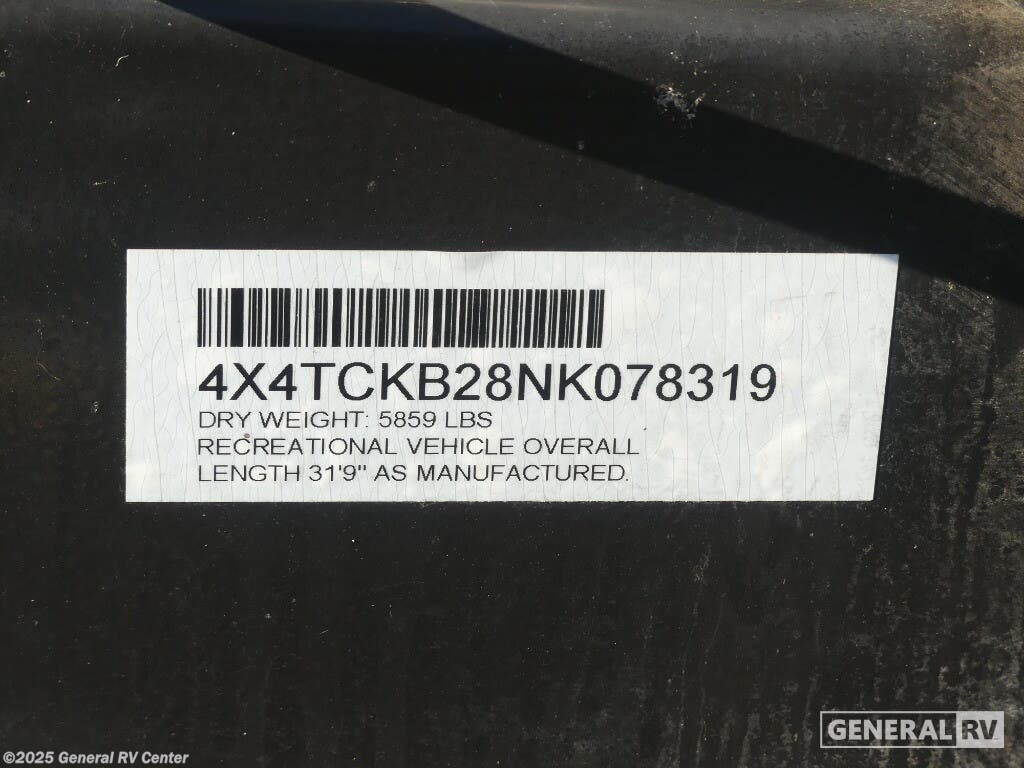 4X4TCKB28NK078319
DRY WEIGHT: 5859 LBS
RECREATIONAL VEHICLE OVERALL
LENGTH 31'9" AS MANUFACTURED.
GENERAL RV
©2025 General RV Center